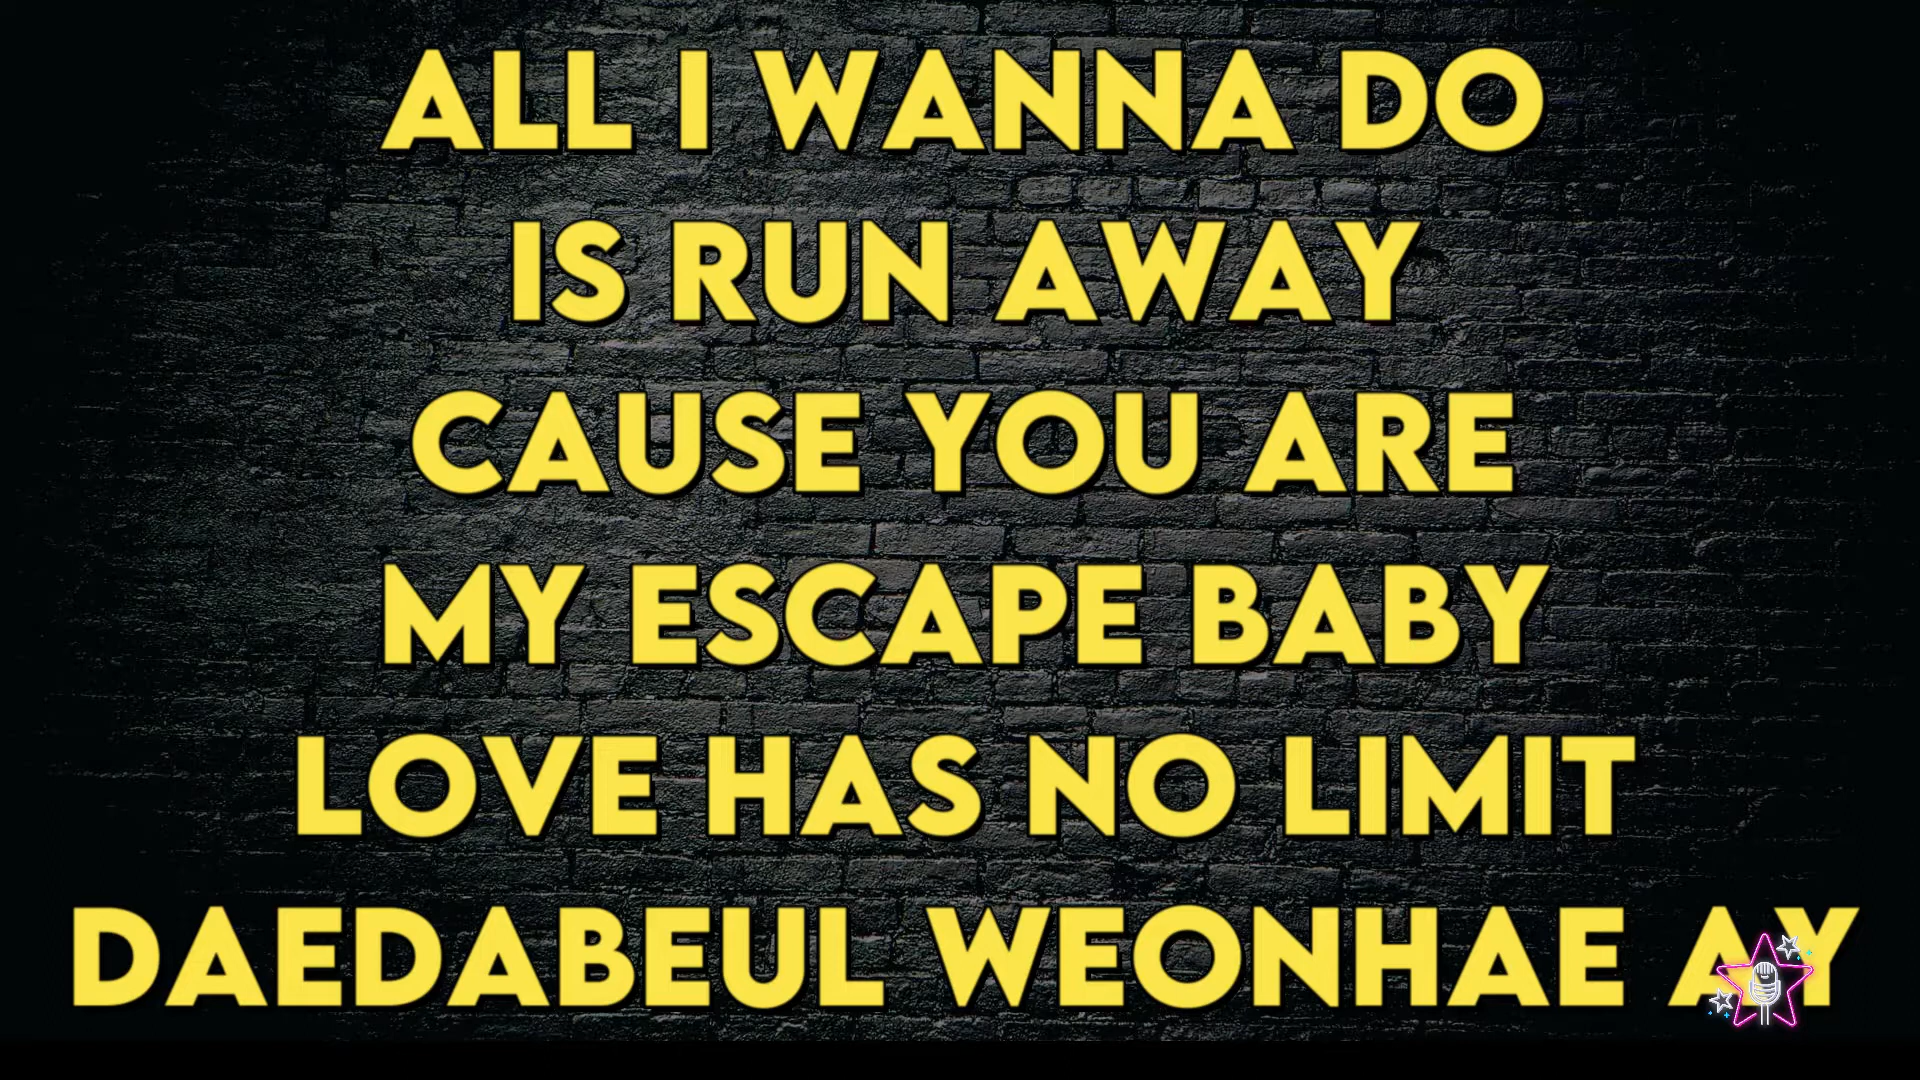 ALL I WANNA DO
IS RUN AWAY
CAUSE YOU ARE
MY ESCAPE BABY
LOVE HAS NO LIMIT
DAEDABEUL WEONHAE AY